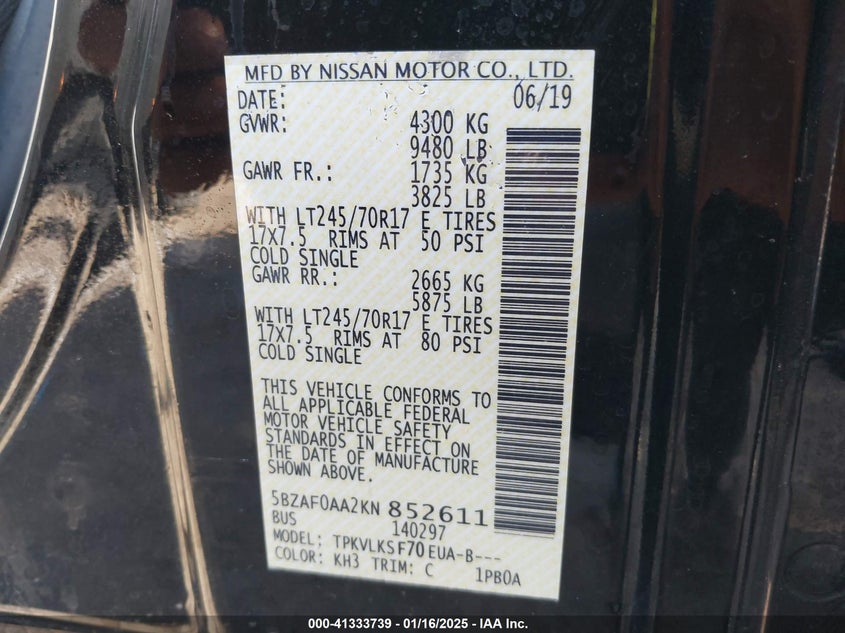 MFD BY NISSAN MOTOR CO., LTD.
DATE: 06/19
GVWR: 4300 KG
9480 LB
GAWR FR.: 1735 KG
3825 LB
WITH LT245/70R17 E TIRES
17X7.5 RIMS AT 50 PSI
COLD SINGLE
GAWR RR.: 2665 KG
5875 LB
WITH LT245/70R17 E TIRES
17X7.5 RIMS AT 80 PSI
COLD SINGLE
THIS VEHICLE CONFORMS TO
ALL APPLICABLE FEDERAL
MOTOR VEHICLE SAFETY
STANDARDS IN EFFECT ON
THE DATE OF MANUFACTURE
SHOWN ABOVE.
5BZAF0AA2KN 852611
BUS 140297
MODEL: TPKVLKSF70EUA-B---
COLOR: KH3 TRIM: C 1PB0A
000-41333739 - 01/16/2025 - IAA Inc.